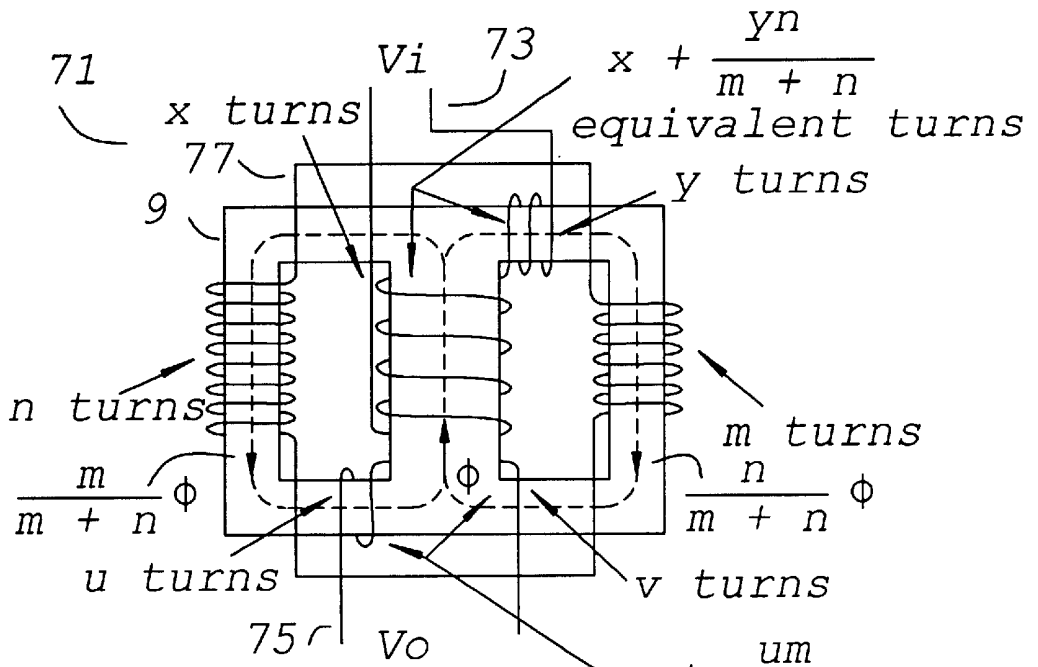 71
Vi
73
x + yn
m + n
equivalent turns
x turns
77
9
y turns
n turns
m turns
m
m + n ϕ
ϕ
n
m + n ϕ
u turns
v turns
75
Vo
um